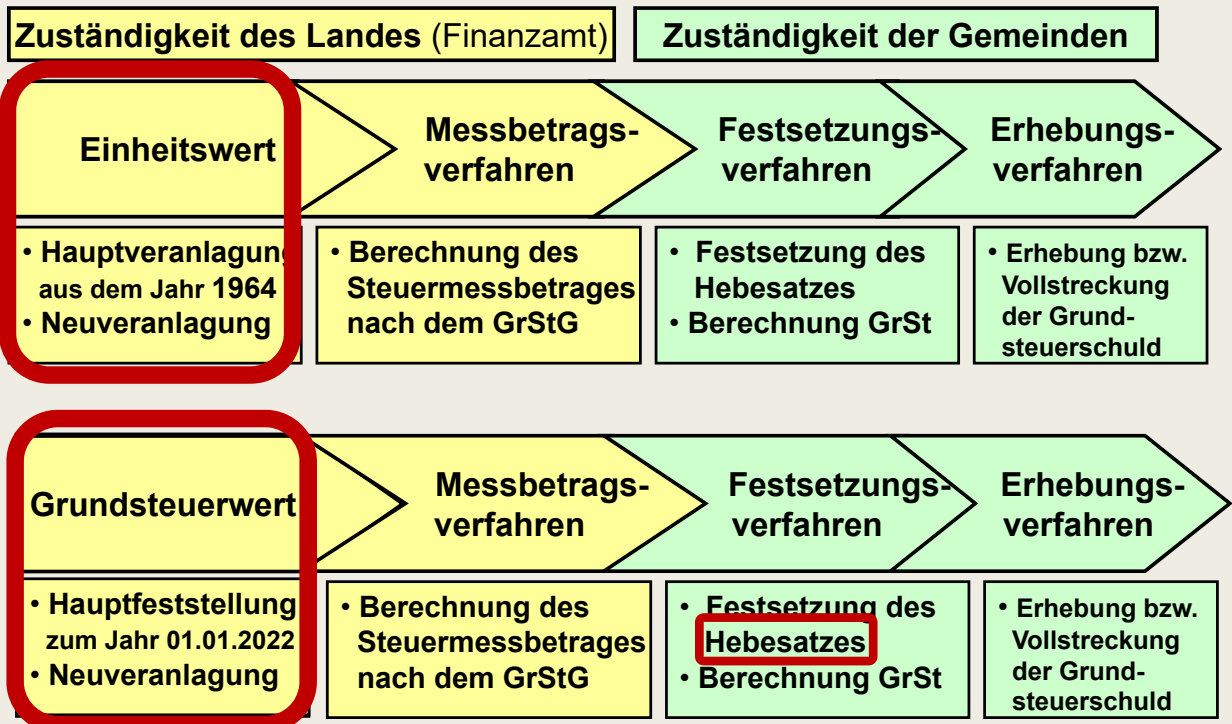 Zuständigkeit des Landes (Finanzamt)
Zuständigkeit der Gemeinden
Einheitswert
Messbetrags-
verfahren
Festsetzungs-
verfahren
Erhebungs-
verfahren
• Hauptveranlagung
aus dem Jahr 1964
• Neuveranlagung
• Berechnung des
Steuermessbetrages
nach dem GrStG
• Festsetzung des
Hebesatzes
• Berechnung GrSt
• Erhebung bzw.
Vollstreckung
der Grund-
steuerschuld
Grundsteuerwert
Messbetrags-
verfahren
Festsetzungs-
verfahren
Erhebungs-
verfahren
• Hauptfeststellung
zum Jahr 01.01.2022
• Neuveranlagung
• Berechnung des
Steuermessbetrages
nach dem GrStG
• Festsetzung des
Hebesatzes
• Berechnung GrSt
• Erhebung bzw.
Vollstreckung
der Grund-
steuerschuld